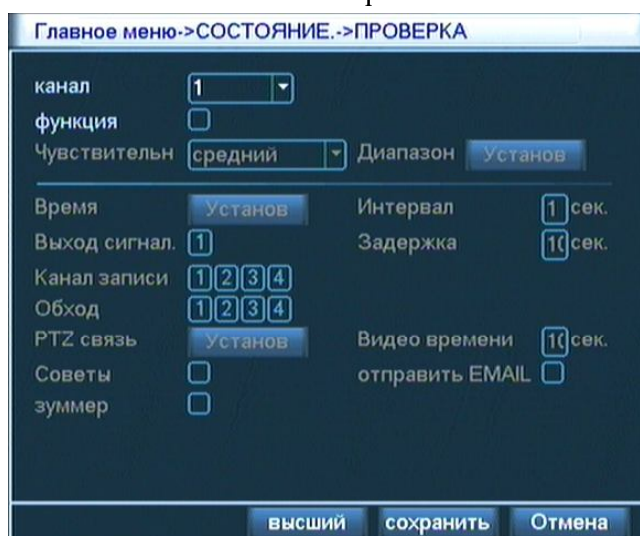 Главное меню->СОСТОЯНИЕ.->ПРОВЕРКА
канал 1
функция
Чувствительн средний Диапазон Установ
Время Установ Интервал 1 сек.
Выход сигнал. 1 Задержка 10 сек.
Канал записи 1 2 3 4
Обход 1 2 3 4
PTZ связь Установ Видео времени 10 сек.
Советы отправить EMAIL
зуммер
высший сохранить Отмена